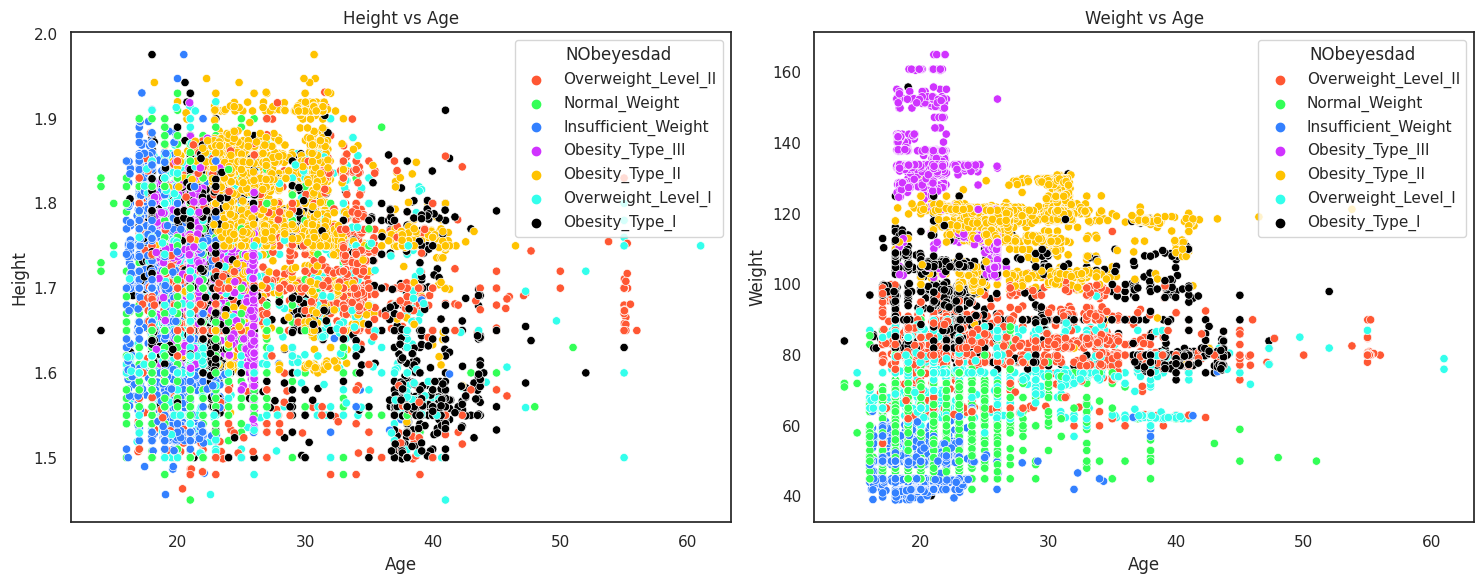 Height vs Age
2.0
1.9
1.8
1.7
1.6
1.5
Height
20
30
40
50
60
Age
NObeyesdad
Overweight_Level_II
Normal_Weight
Insufficient_Weight
Obesity_Type_III
Obesity_Type_II
Overweight_Level_I
Obesity_Type_I
Weight vs Age
160
140
120
100
80
60
40
Weight
20
30
40
50
60
Age
NObeyesdad
Overweight_Level_II
Normal_Weight
Insufficient_Weight
Obesity_Type_III
Obesity_Type_II
Overweight_Level_I
Obesity_Type_I